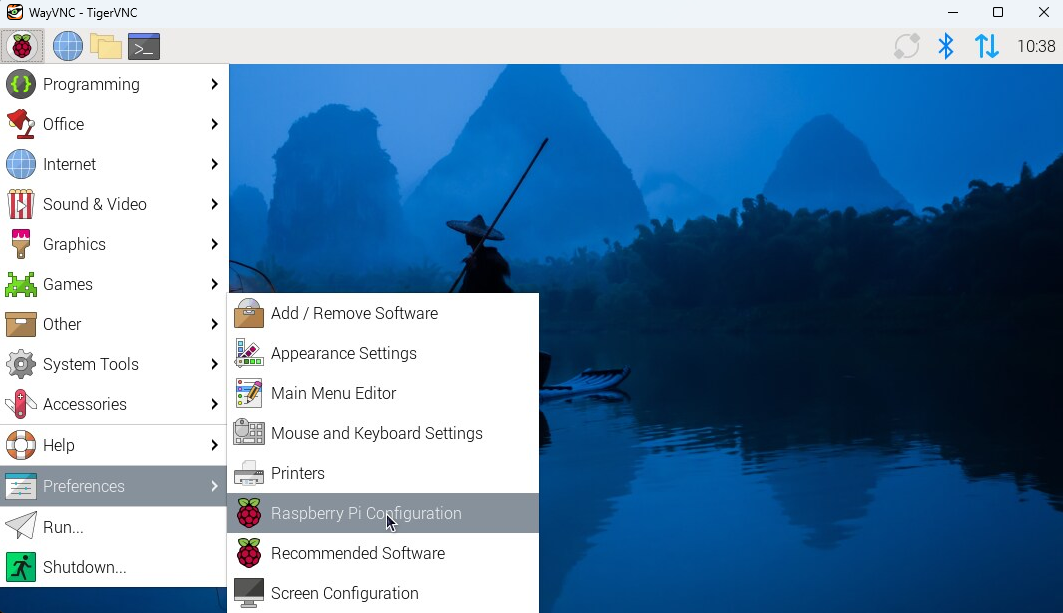 WayVNC - TigerVNC
10:38
Programming
Office
Internet
Sound & Video
Graphics
Games
Other
System Tools
Accessories
Help
Preferences
Run...
Shutdown...
Add / Remove Software
Appearance Settings
Main Menu Editor
Mouse and Keyboard Settings
Printers
Raspberry Pi Configuration
Recommended Software
Screen Configuration